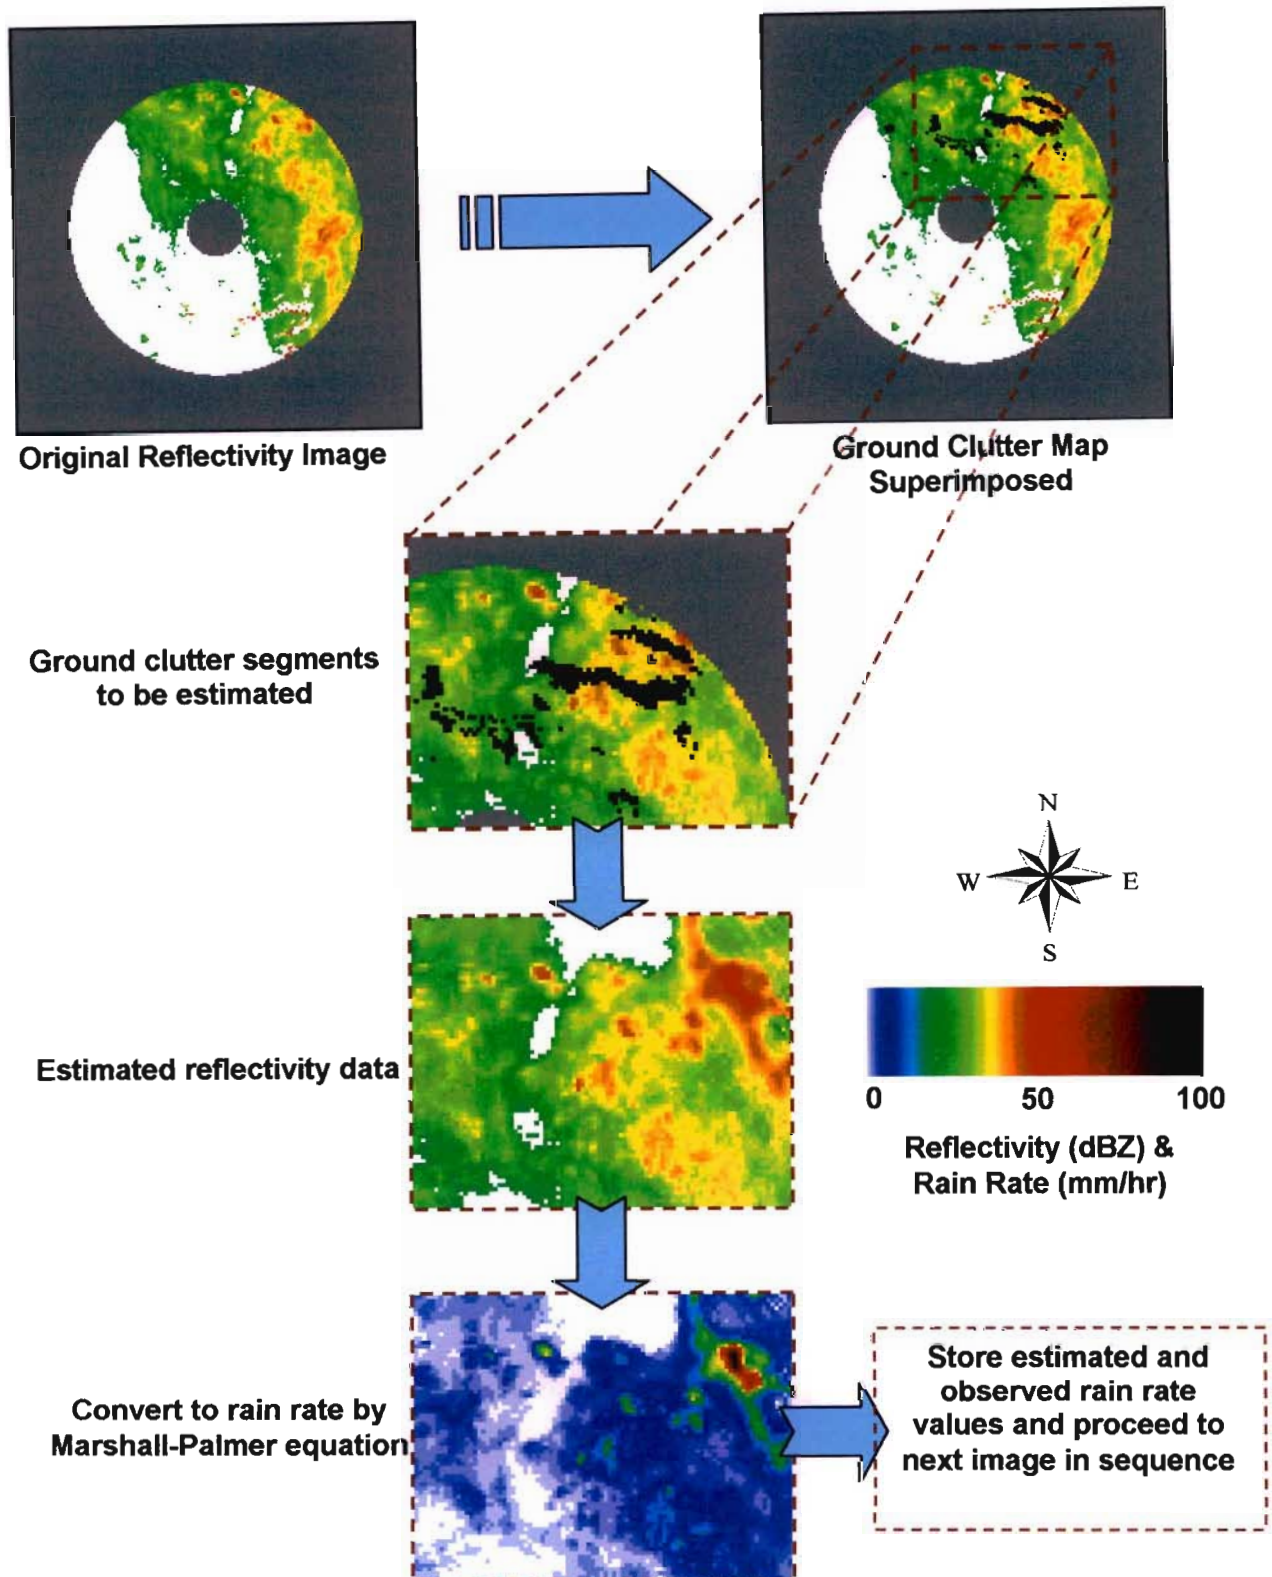 Original Reflectivity Image
Ground Clutter Map
Superimposed
Ground clutter segments
to be estimated
N
W
E
S
Estimated reflectivity data
0
50
100
Reflectivity (dBZ) &
Rain Rate (mm/hr)
Convert to rain rate by
Marshall-Palmer equation
Store estimated and
observed rain rate
values and proceed to
next image in sequence